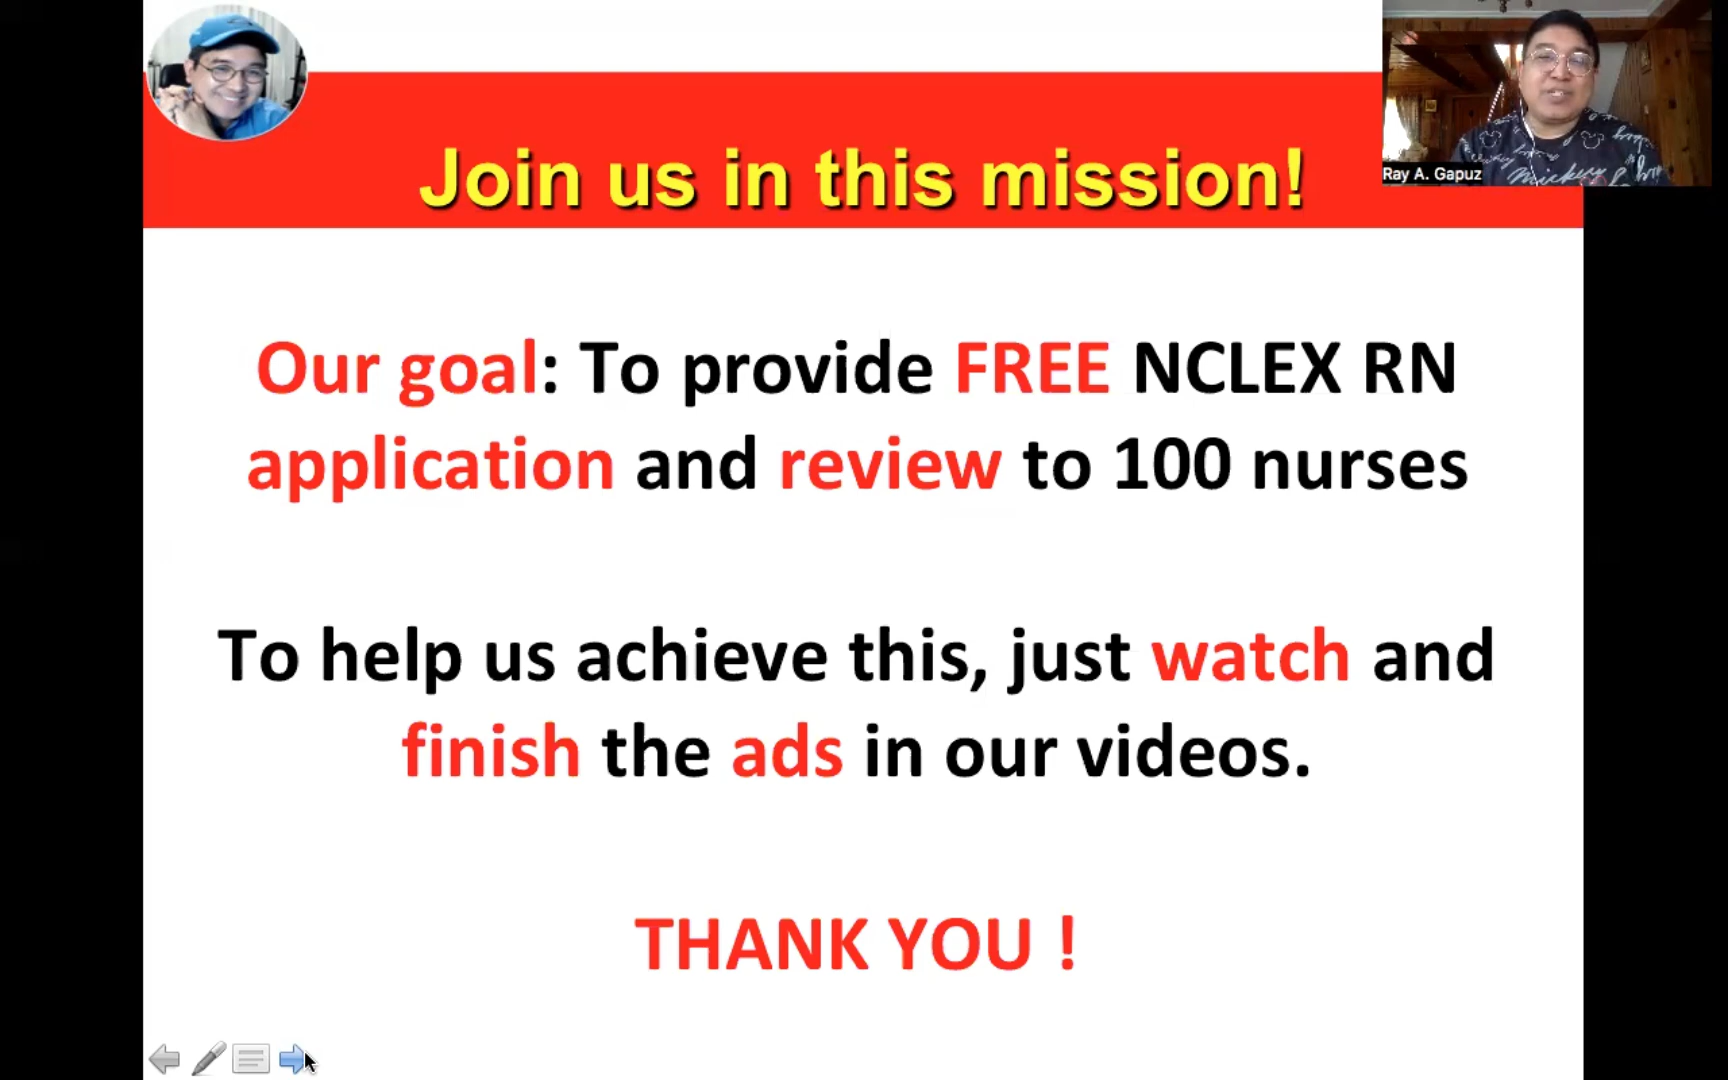 Join us in this mission!
Ray A. Gapuz
Our goal: To provide FREE NCLEX RN
application and review to 100 nurses
To help us achieve this, just watch and
finish the ads in our videos.
THANK YOU !
Mickey